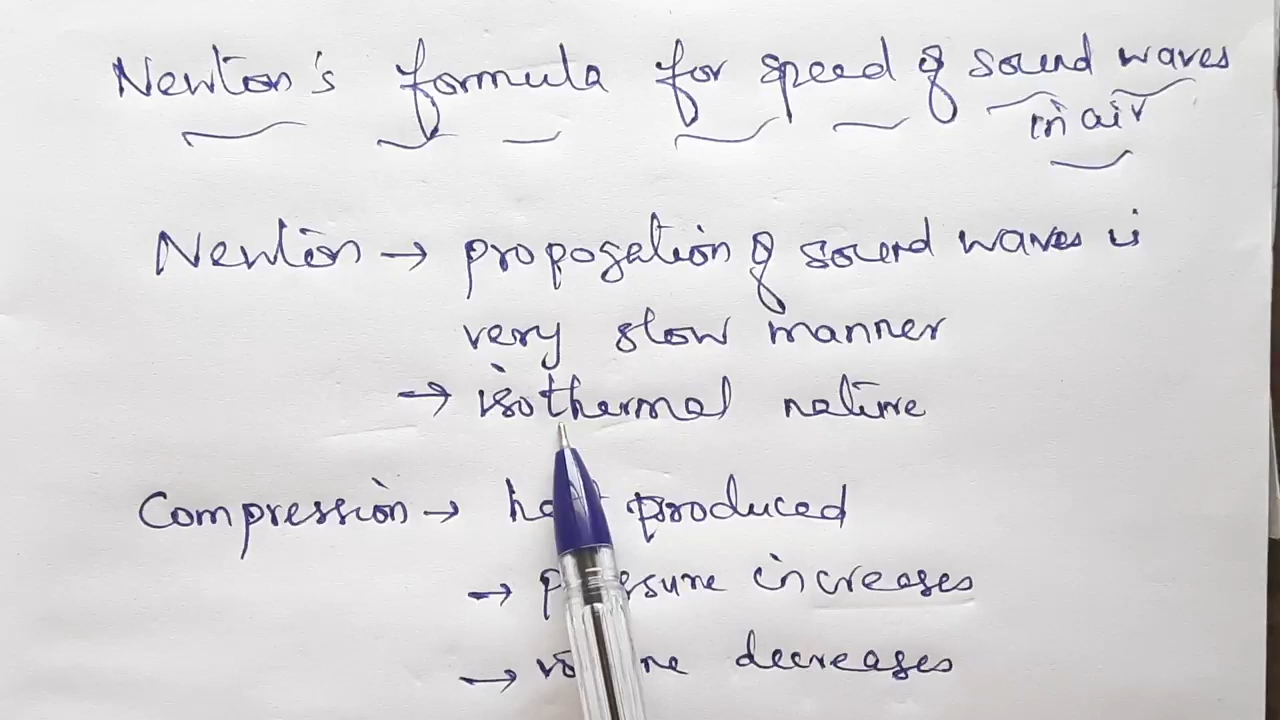 Newton's formula for speed of sound waves
in air
Newton → propogation of sound waves is
very slow manner
→ isothermal nature
Compression → produced
→ increases
→ decreases